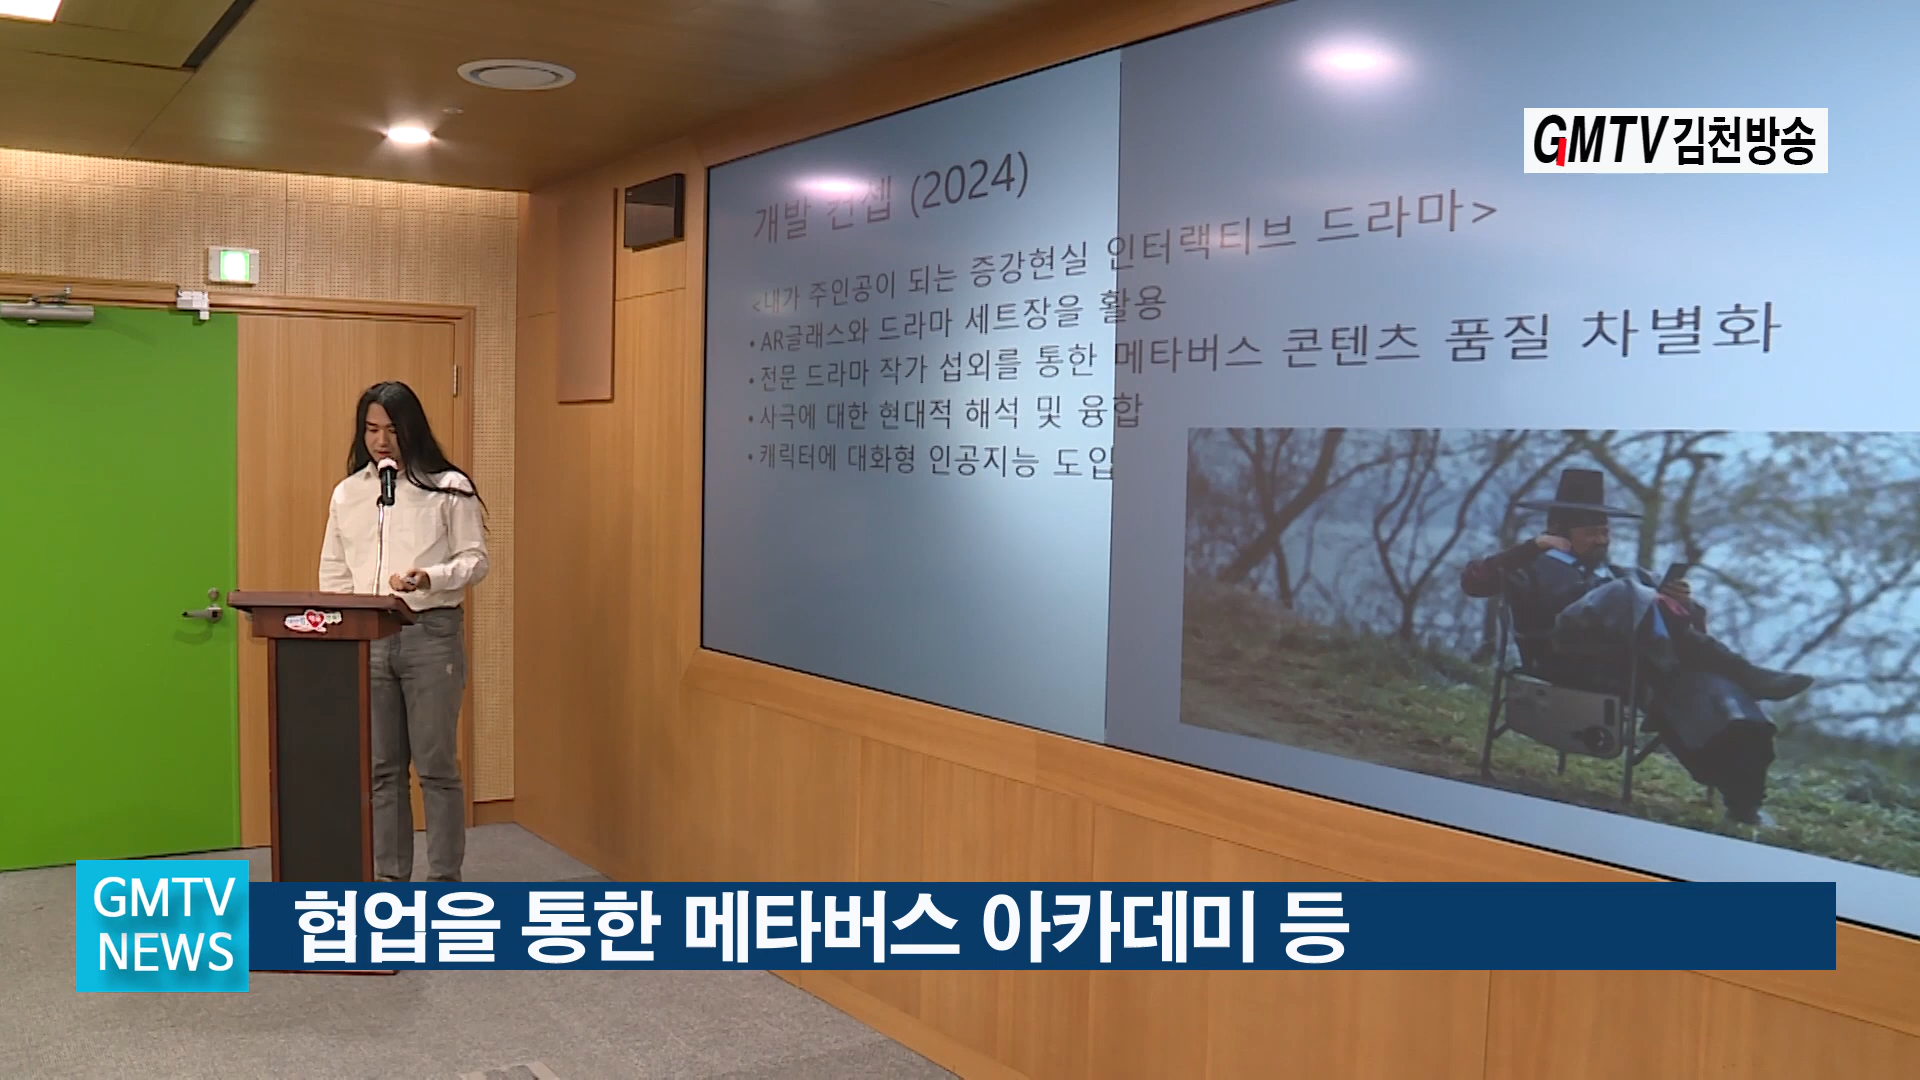 GMTV김천방송
개발 컨셉 (2024)
<내가 주인공이 되는 증강현실 인터랙티브 드라마>
• AR글래스와 드라마 세트장을 활용
• 전문 드라마 작가 섭외를 통한 메타버스 콘텐츠 품질 차별화
• 사극에 대한 현대적 해석 및 융합
• 캐릭터에 대화형 인공지능 도입
GMTV
NEWS
협업을 통한 메타버스 아카데미 등